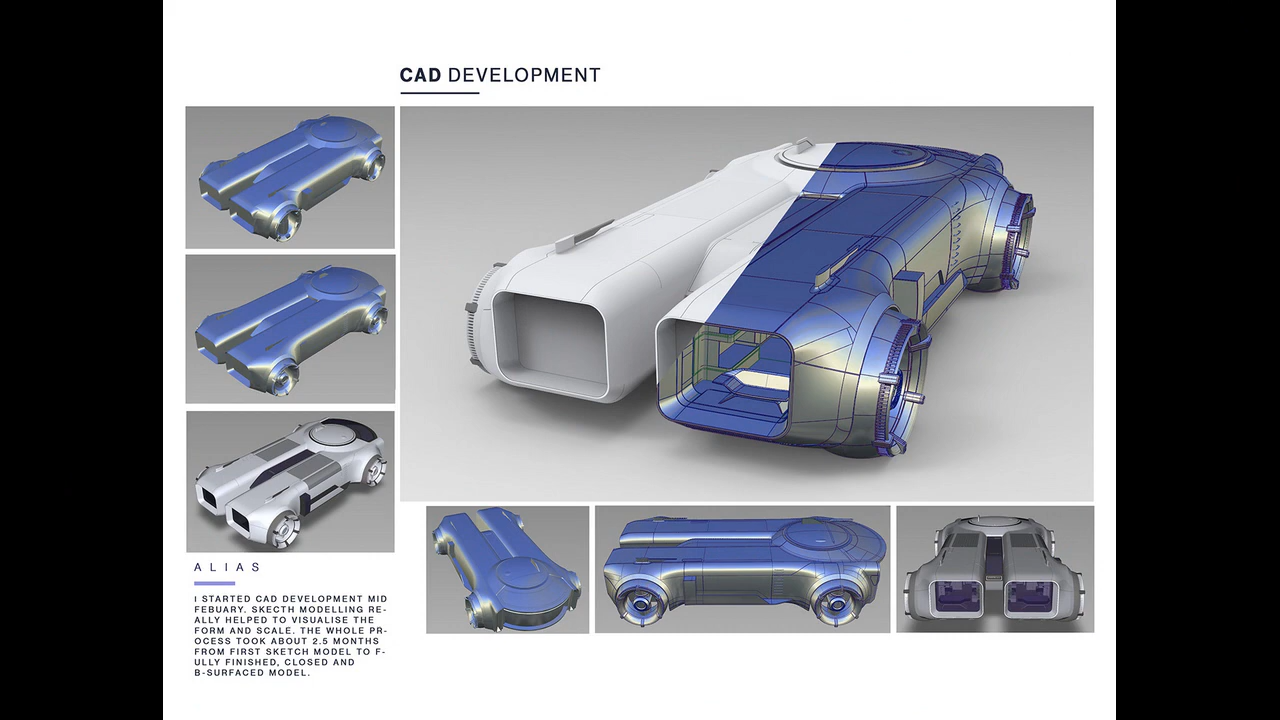 CAD DEVELOPMENT
ALIAS
I STARTED CAD DEVELOPMENT MID
FEBUARY. SKECTH MODELLING RE-
ALLY HELPED TO VISUALISE THE
FORM AND SCALE. THE WHOLE PR-
OCESS TOOK ABOUT 2.5 MONTHS
FROM FIRST SKETCH MODEL TO F-
ULLY FINISHED, CLOSED AND
B-SURFACED MODEL.